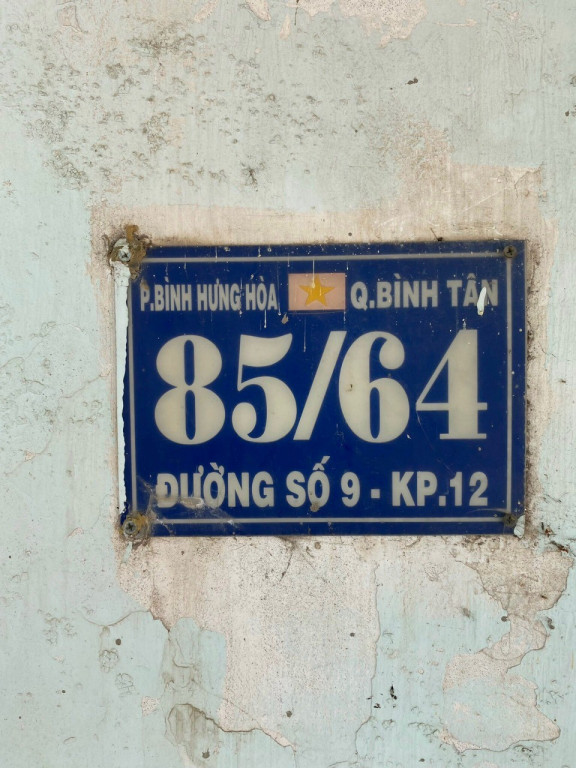 P.BÌNH HƯNG HÒA Q.BÌNH TÂN
85/64
ĐƯỜNG SỐ 9 - KP.12